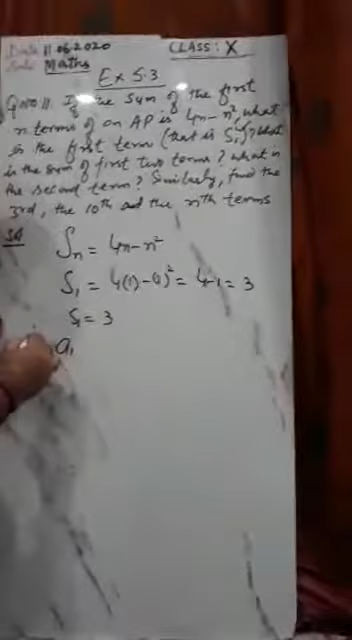 Date 11.06.2020 CLASS: X
Maths
Ex 5.3
Q.no.11. If the Sum of the first
n terms of an AP is 4n-n², what
is the first term (that is S₁)? What
is the sum of first two terms? What is
the second term? Similarly, find the
3rd, the 10th and the nth terms
Sn = 4n-n²
S₁ = 4(1)-(1)² = 4-1 = 3
S₁ = 3
a₁